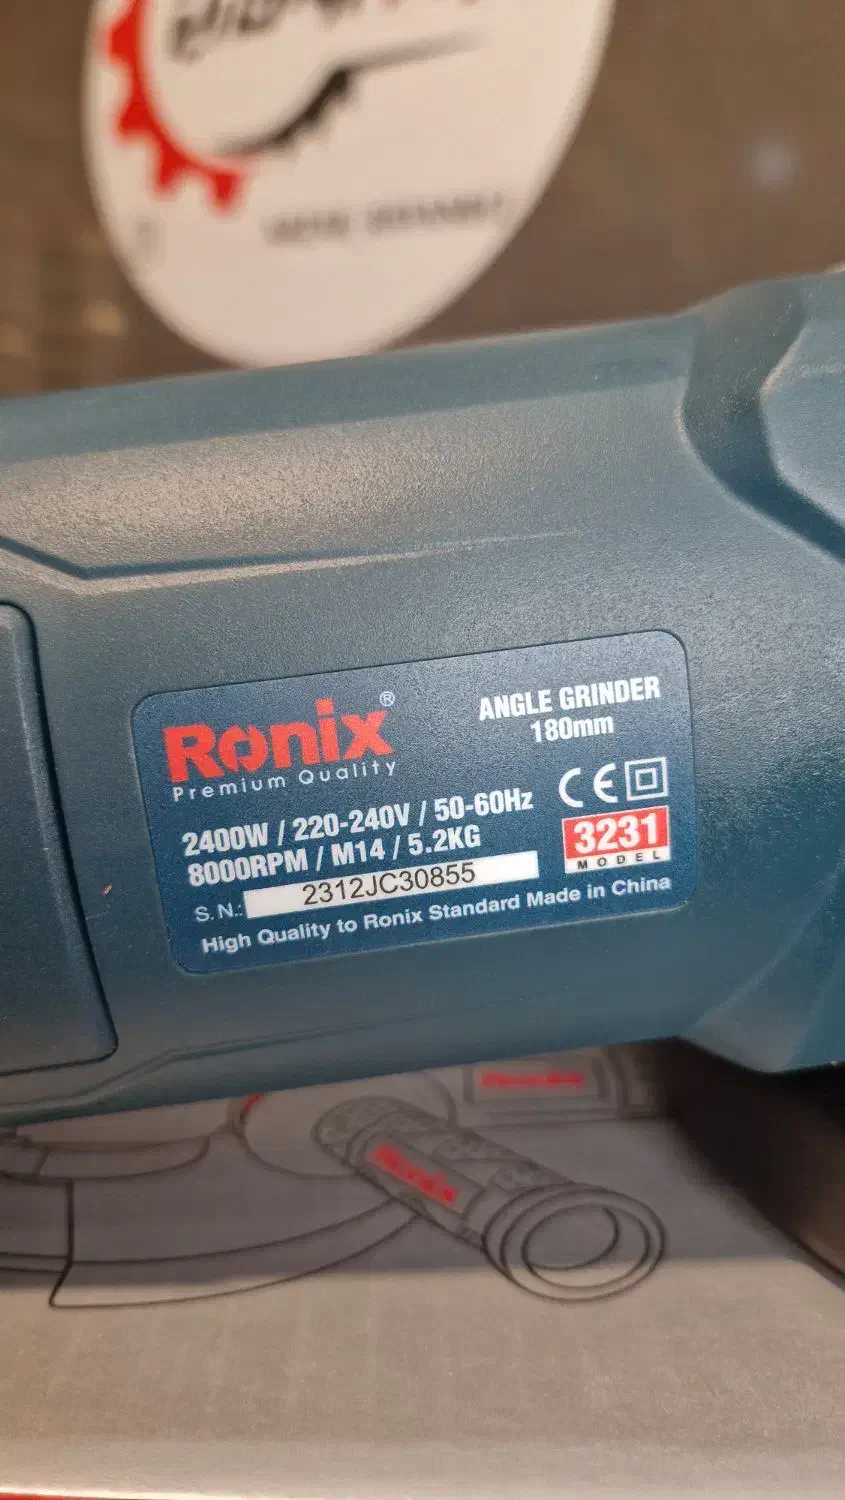 Ronix®
Premium Quality
ANGLE GRINDER
180mm
2400W / 220-240V / 50-60Hz
8000RPM / M14 / 5.2KG
CE
3231
MODEL
S.N.: 2312JC30855
High Quality to Ronix Standard Made in China
Ronix